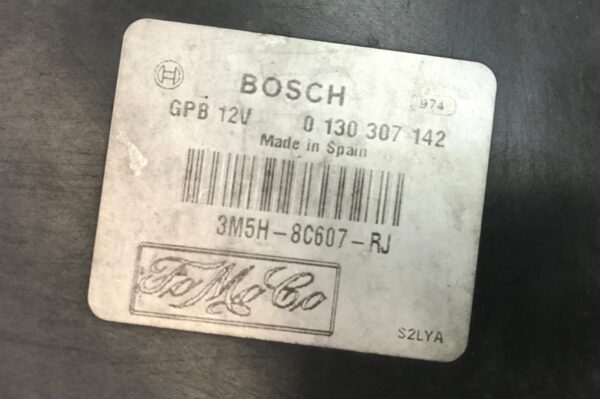 BOSCH 974
GPB 12V 0 130 307 142
Made in Spain
3M5H-8C607-RJ
FoMoCo
S2LYA